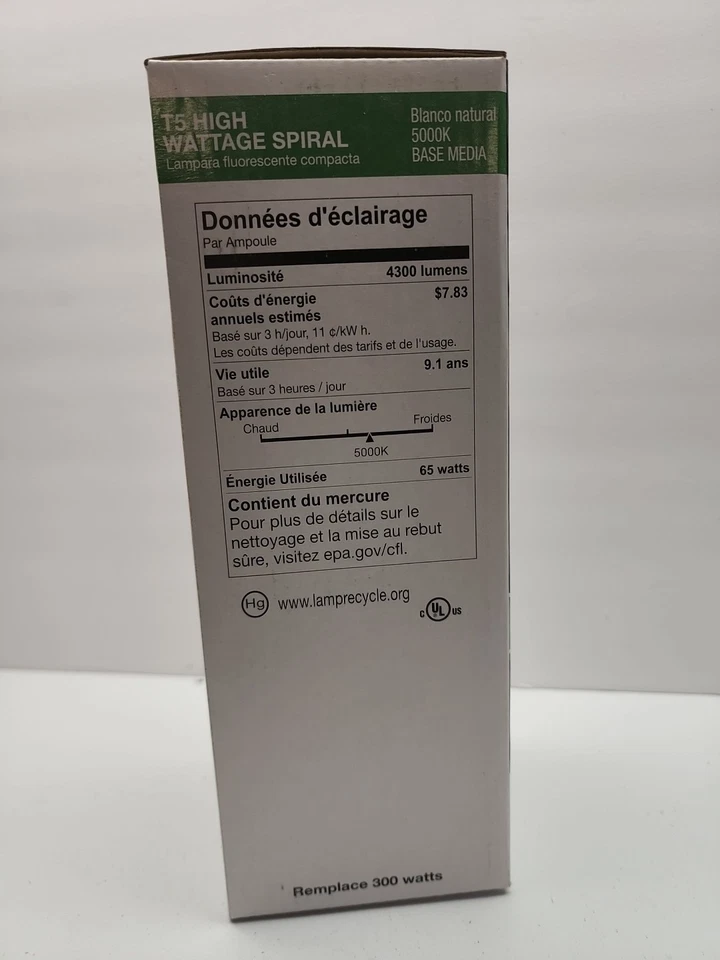 T5 HIGH
WATTAGE SPIRAL
Lampara fluorescente compacta
Blanco natural
5000K
BASE MEDIA
Données d'éclairage
Par Ampoule
Luminosité 4300 lumens
Coûts d'énergie $7.83
annuels estimés
Basé sur 3 h/jour, 11 ¢/kW h.
Les coûts dépendent des tarifs et de l'usage.
Vie utile 9.1 ans
Basé sur 3 heures / jour
Apparence de la lumière
Chaud Froides
5000K
Énergie Utilisée 65 watts
Contient du mercure
Pour plus de détails sur le
nettoyage et la mise au rebut
sûre, visitez epa.gov/cfl.
Hg www.lamprecycle.org
c UL US
Remplace 300 watts